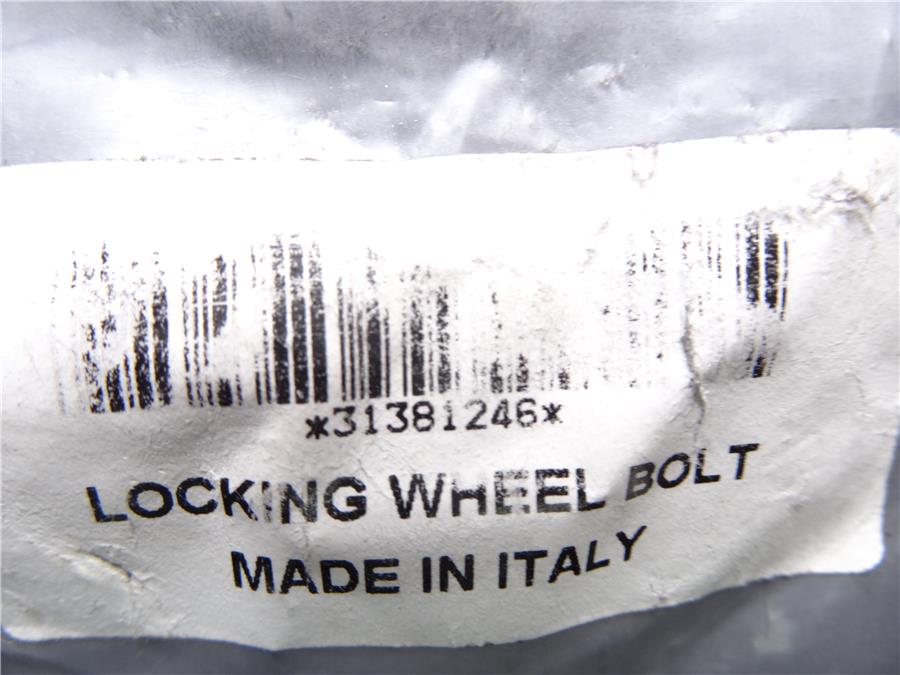 *31381246*
LOCKING WHEEL BOLT
MADE IN ITALY